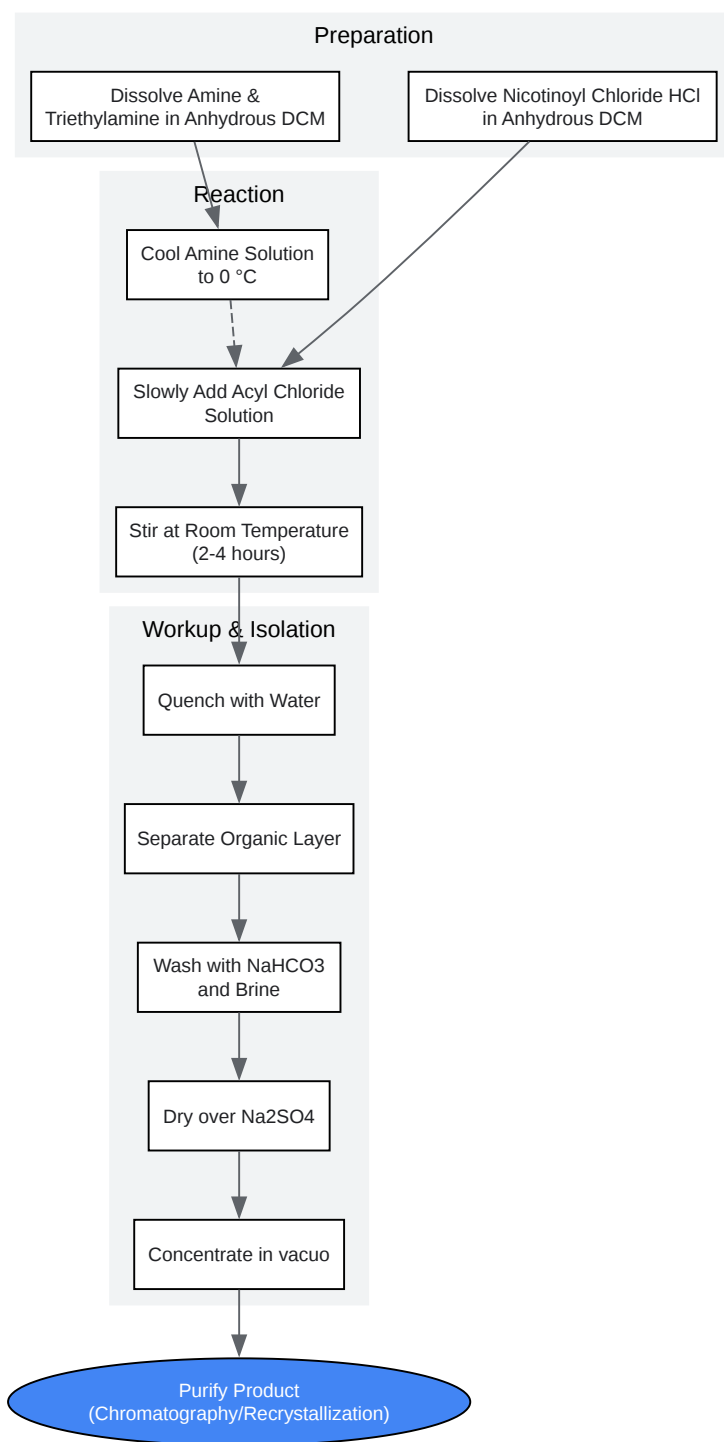 Preparation
Dissolve Amine &
Triethylamine in Anhydrous DCM
Dissolve Nicotinoyl Chloride HCl
in Anhydrous DCM
Reaction
Cool Amine Solution
to 0 °C
Slowly Add Acyl Chloride
Solution
Stir at Room Temperature
(2-4 hours)
Workup & Isolation
Quench with Water
Separate Organic Layer
Wash with NaHCO3
and Brine
Dry over Na2SO4
Concentrate in vacuo
Purify Product
(Chromatography/Recrystallization)